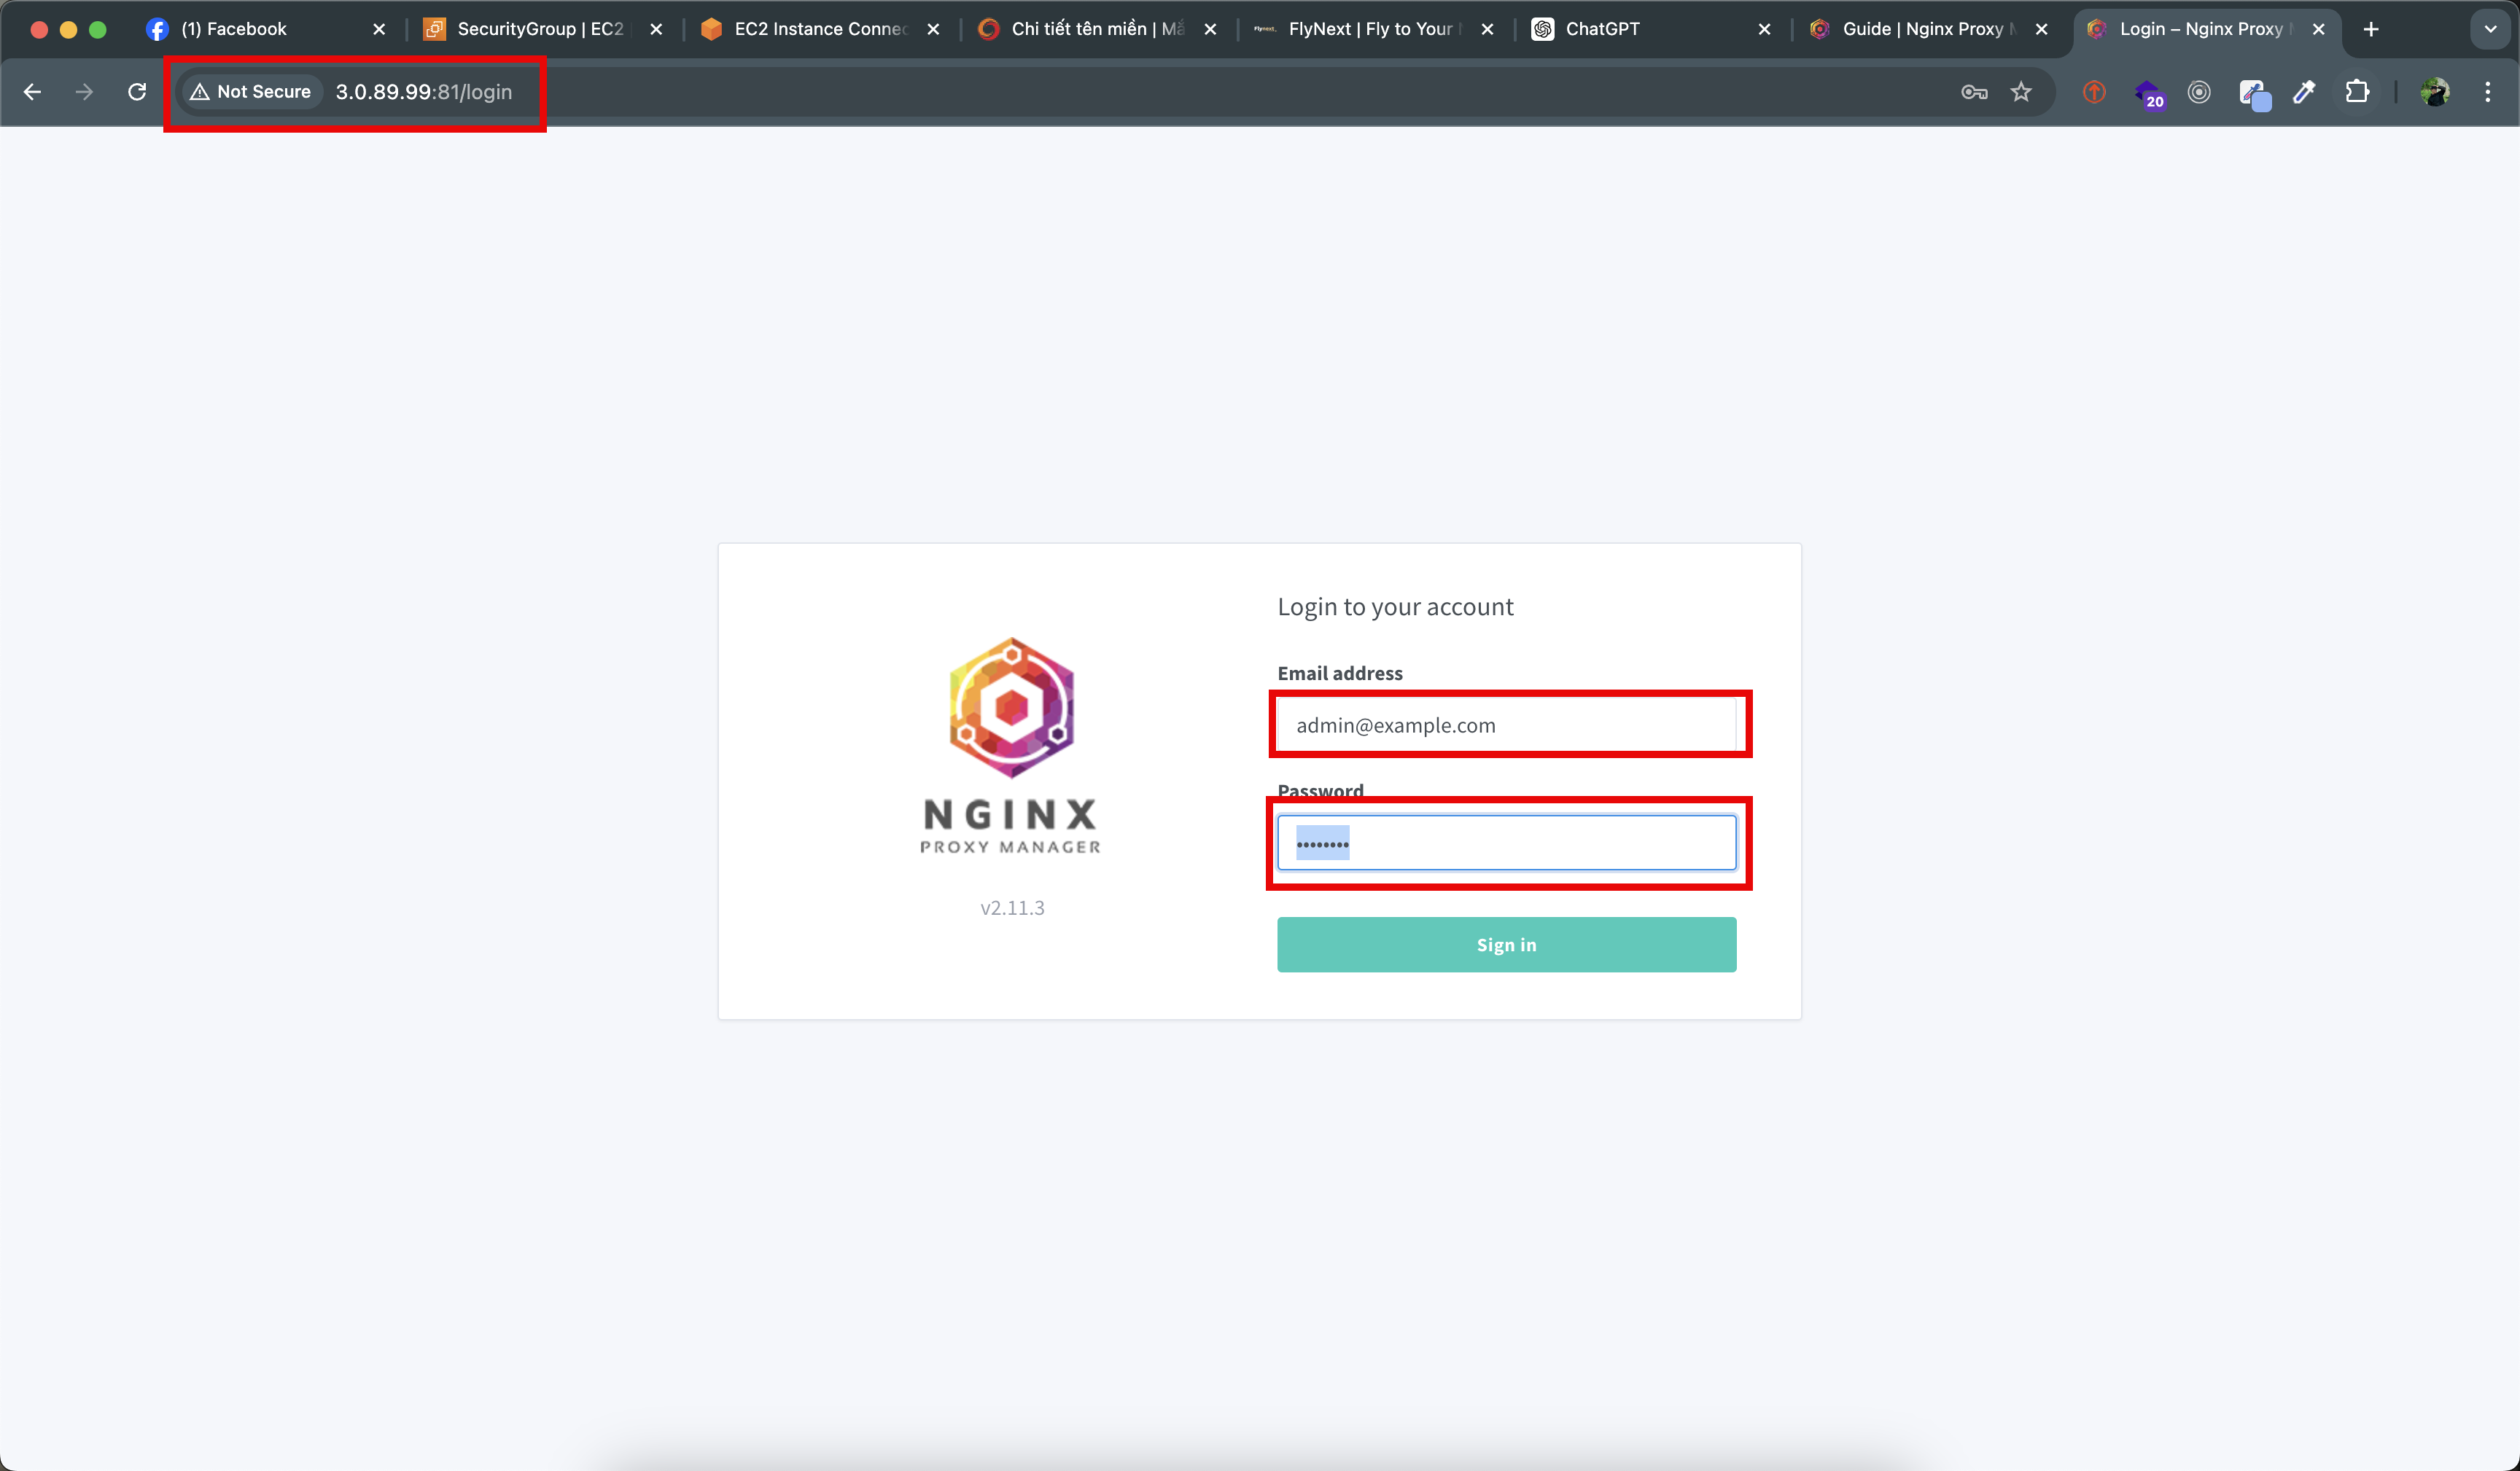 (1) Facebook
SecurityGroup | EC2
EC2 Instance Connec
Chi tiết tên miền | Mắ
Flynext.
FlyNext | Fly to Your
ChatGPT
Guide | Nginx Proxy M
Login – Nginx Proxy
Not Secure
3.0.89.99:81/login
20
Login to your account
Email address
admin@example.com
Password
••••••••
Sign in
NGINX
PROXY MANAGER
v2.11.3